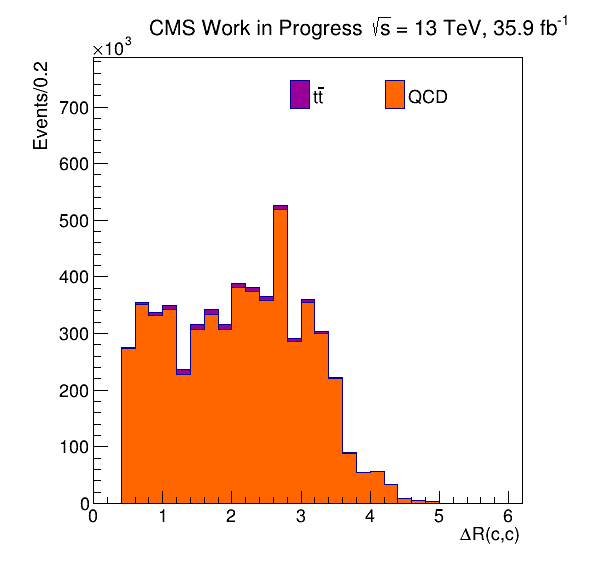 CMS Work in Progress √s = 13 TeV, 35.9 fb⁻¹
×10³
Events/0.2
tt̄
QCD
700
600
500
400
300
200
100
0
0 1 2 3 4 5 6
ΔR(c,c)